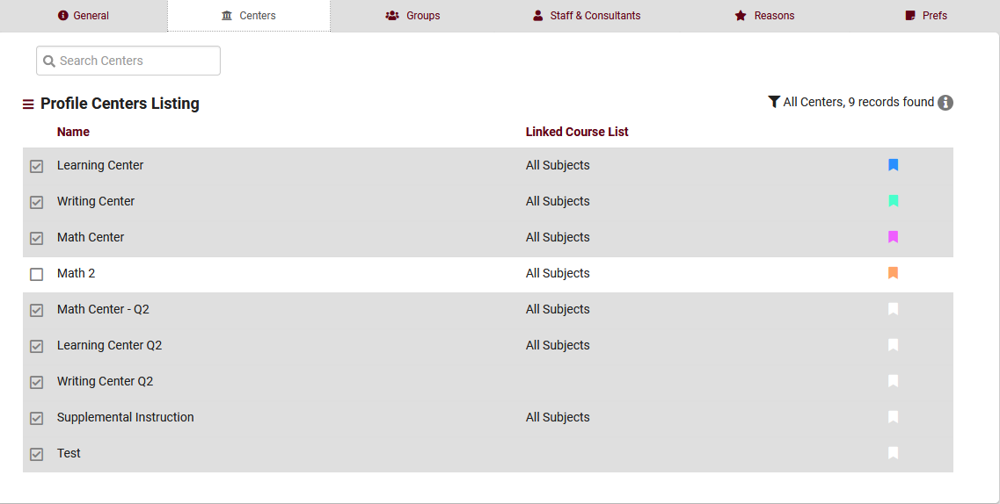 General Centers Groups Staff & Consultants Reasons Prefs
Search Centers
Profile Centers Listing All Centers, 9 records found
Name Linked Course List
Learning Center All Subjects
Writing Center All Subjects
Math Center All Subjects
Math 2 All Subjects
Math Center - Q2 All Subjects
Learning Center Q2 All Subjects
Writing Center Q2
Supplemental Instruction All Subjects
Test